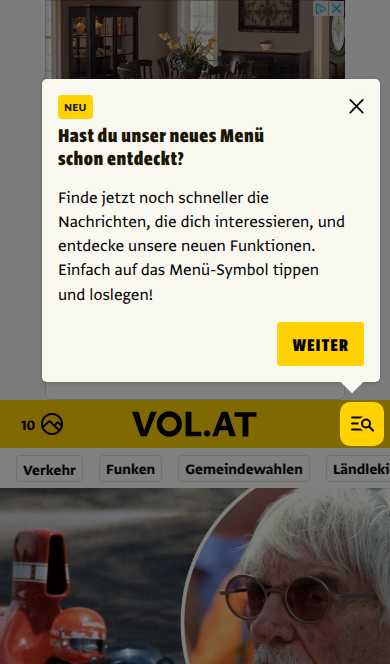 NEU
Hast du unser neues Menü
schon entdeckt?
Finde jetzt noch schneller die
Nachrichten, die dich interessieren, und
entdecke unsere neuen Funktionen.
Einfach auf das Menü-Symbol tippen
und loslegen!
WEITER
10
VOL.AT
Verkehr
Funken
Gemeindewahlen
Ländleki